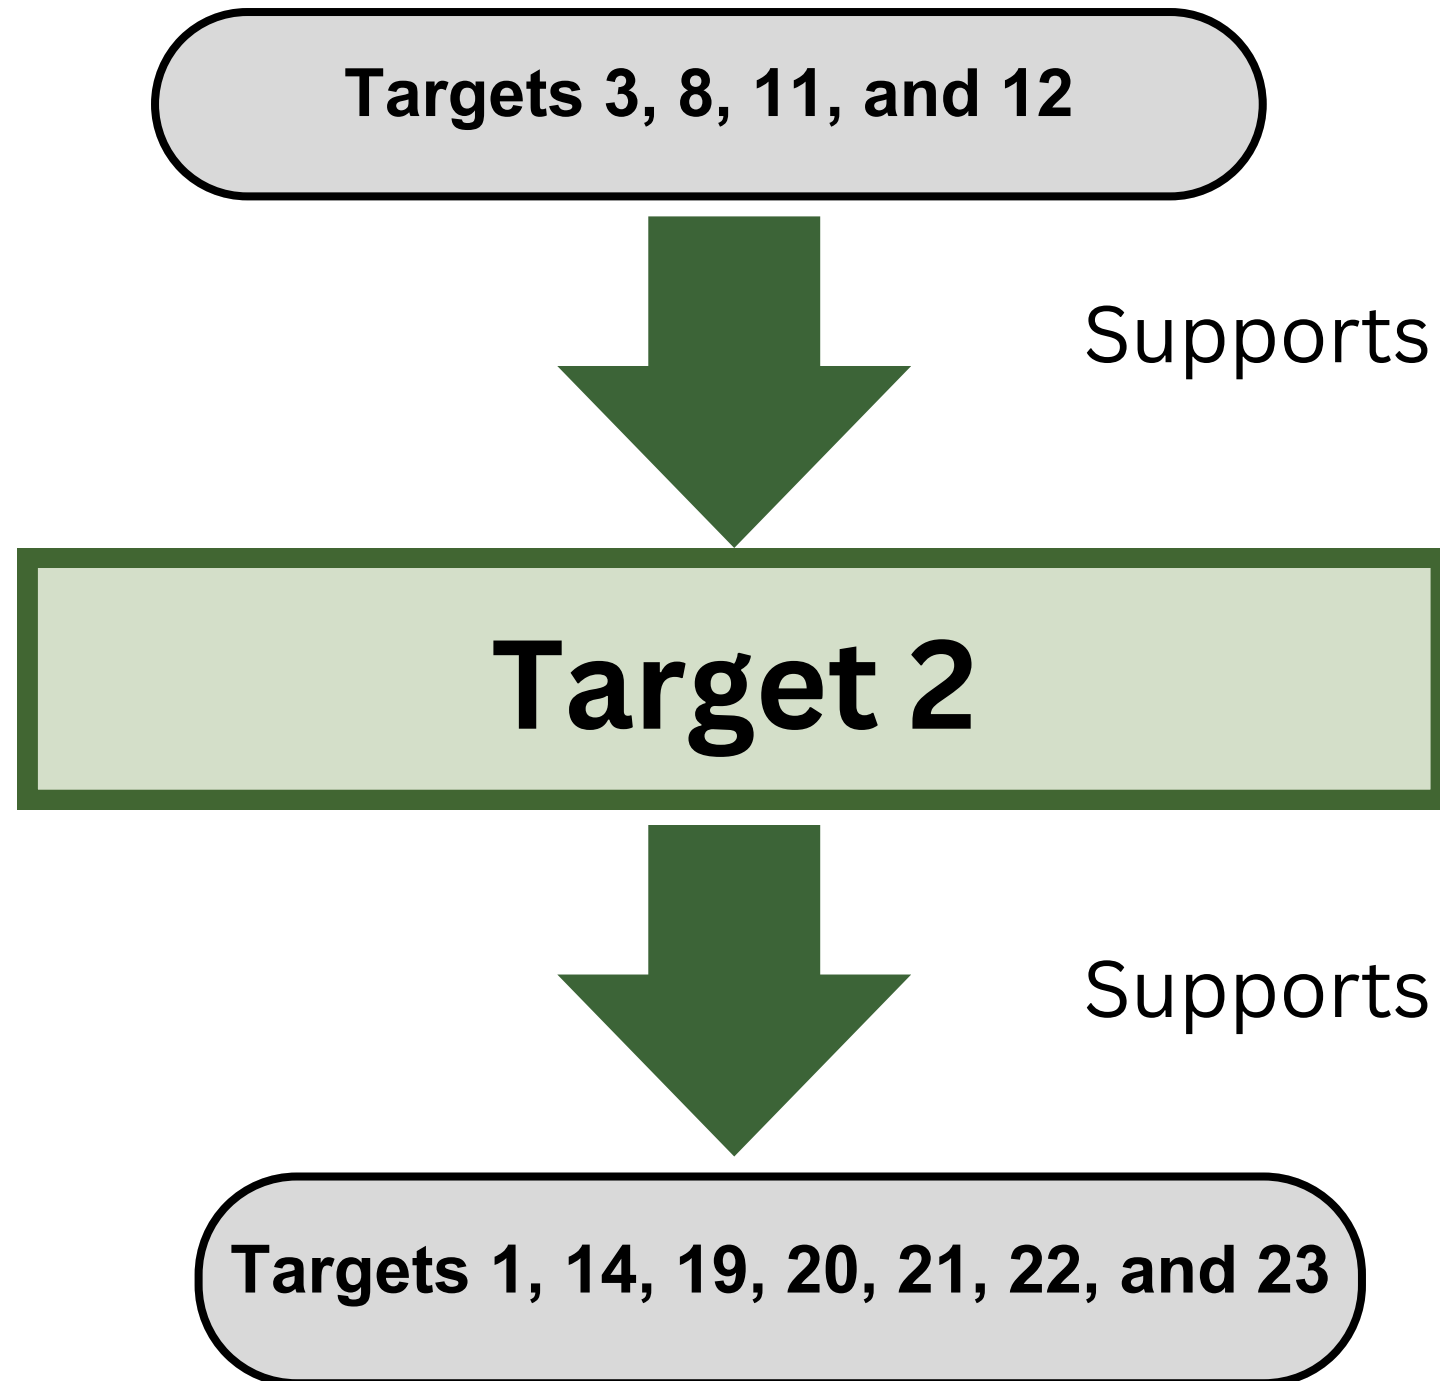 Targets 3, 8, 11, and 12
Supports
Target 2
Supports
Targets 1, 14, 19, 20, 21, 22, and 23